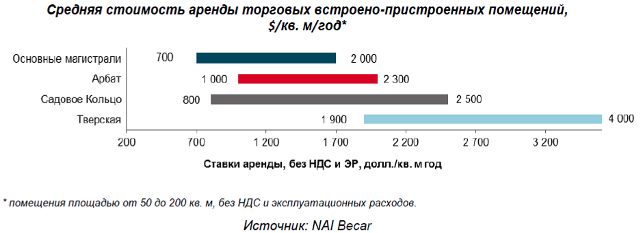 Средняя стоимость аренды торговых встроено-пристроенных помещений,
$/кв. м/год*
Основные магистрали 700 2 000
Арбат 1 000 2 300
Садовое Кольцо 800 2 500
Тверская 1 900 4 000
200 700 1 200 1 700 2 200 2 700 3 200
Ставки аренды, без НДС и ЭР, долл./кв. м год
* помещения площадью от 50 до 200 кв. м, без НДС и эксплуатационных расходов.
Источник: NAI Becar